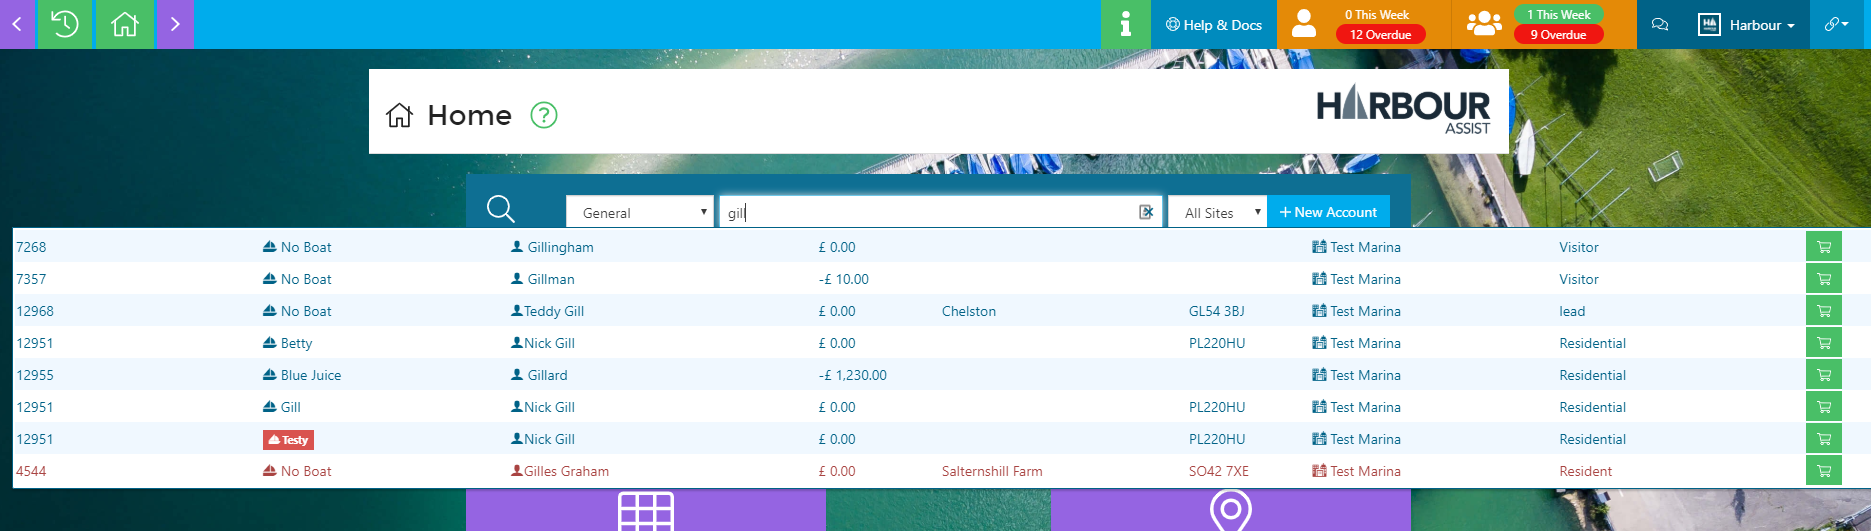 Help & Docs
0 This Week
12 Overdue
1 This Week
9 Overdue
HA
Harbour
Home ?
HARBOUR
ASSIST
General gill All Sites + New Account
7268 No Boat Gillingham £ 0.00 Test Marina Visitor
7357 No Boat Gillman -£ 10.00 Test Marina Visitor
12968 No Boat Teddy Gill £ 0.00 Chelston GL54 3BJ Test Marina lead
12951 Betty Nick Gill £ 0.00 PL220HU Test Marina Residential
12955 Blue Juice Gillard -£ 1,230.00 Test Marina Residential
12951 Gill Nick Gill £ 0.00 PL220HU Test Marina Residential
12951 Testy Nick Gill £ 0.00 PL220HU Test Marina Residential
4544 No Boat Gilles Graham £ 0.00 Salternshill Farm SO42 7XE Test Marina Resident